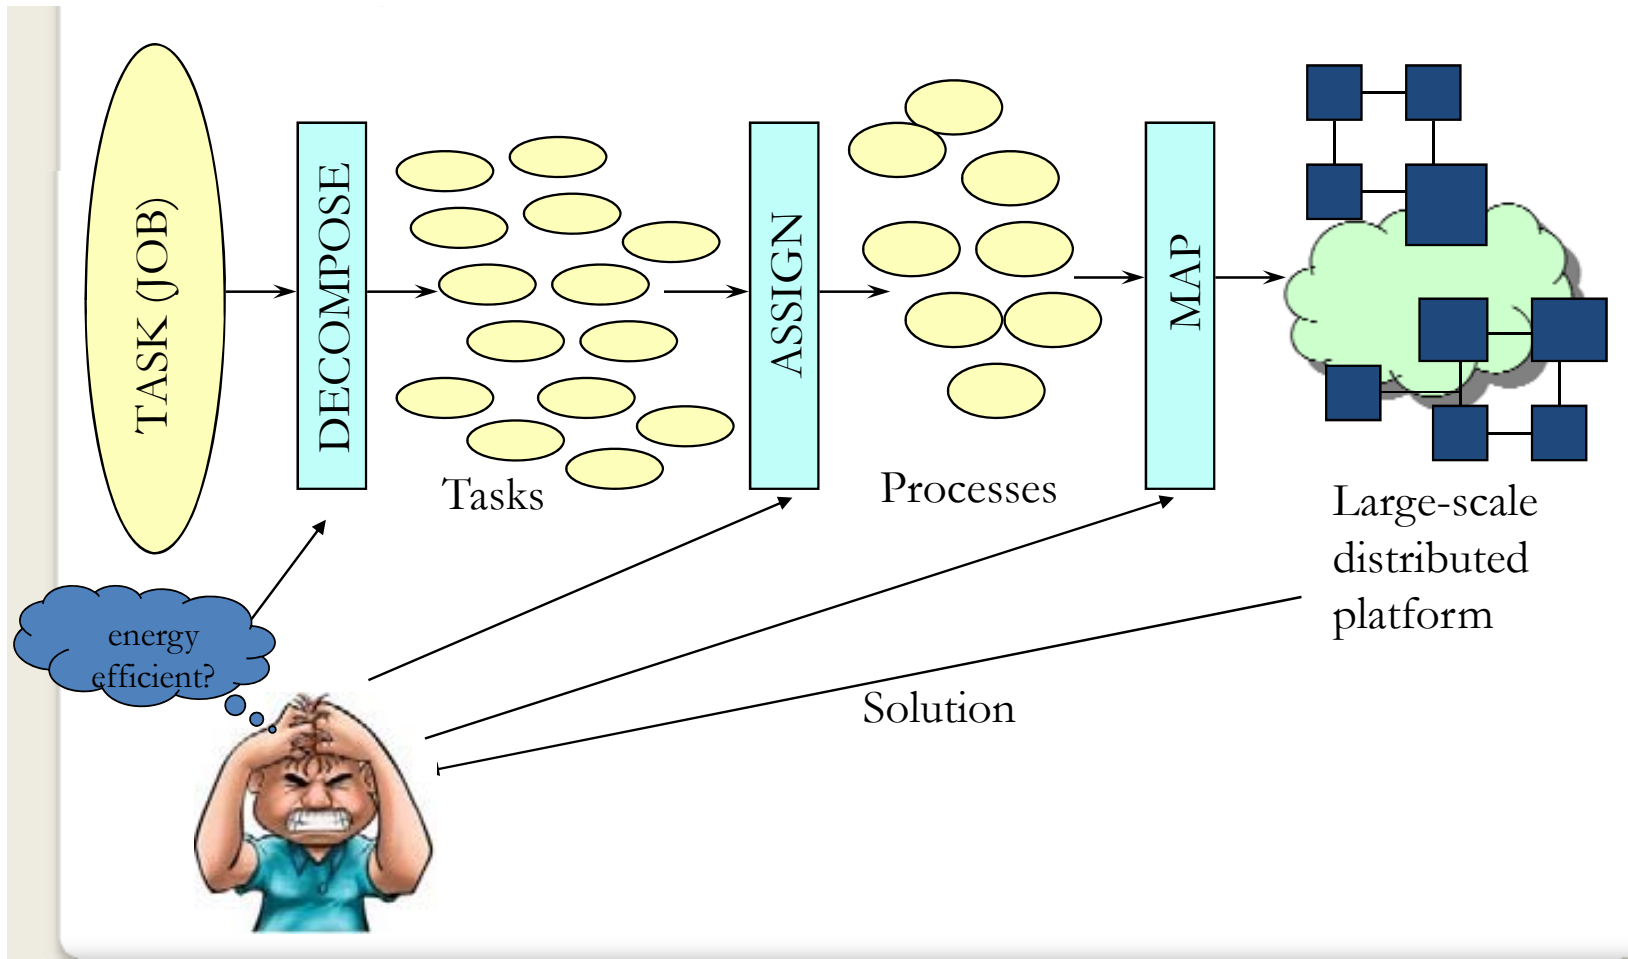 TASK (JOB)
DECOMPOSE
Tasks
ASSIGN
Processes
MAP
Large-scale
distributed
platform
energy
efficient?
Solution